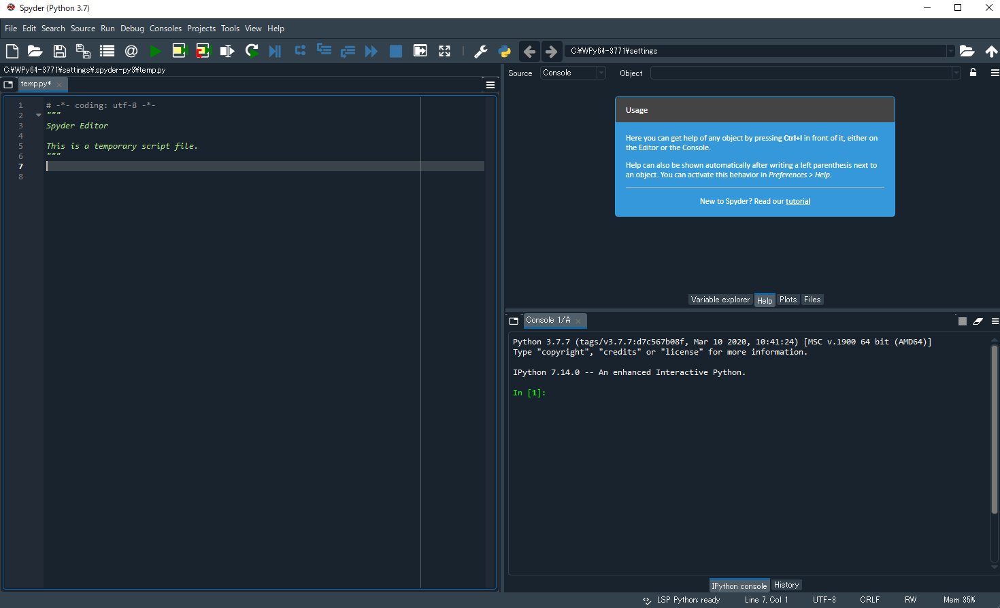 Spyder (Python 3.7)
File Edit Search Source Run Debug Consoles Projects Tools View Help
C:¥WPy64-3771¥settings
C:¥WPy64-3771¥settings¥.spyder-py3¥temp.py
temp.py*
1 # -*- coding: utf-8 -*-
2 """
3 Spyder Editor
4
5 This is a temporary script file.
6 """
7
8
Source Console Object
Usage
Here you can get help of any object by pressing Ctrl+I in front of it, either on
the Editor or the Console.
Help can also be shown automatically after writing a left parenthesis next to
an object. You can activate this behavior in Preferences > Help.
New to Spyder? Read our tutorial
Variable explorer Help Plots Files
Console 1/A
Python 3.7.7 (tags/v3.7.7:d7c567b08f, Mar 10 2020, 10:41:24) [MSC v.1900 64 bit (AMD64)]
Type "copyright", "credits" or "license" for more information.
IPython 7.14.0 -- An enhanced Interactive Python.
In [1]:
IPython console History
LSP Python: ready Line 7, Col 1 UTF-8 CRLF RW Mem 35%